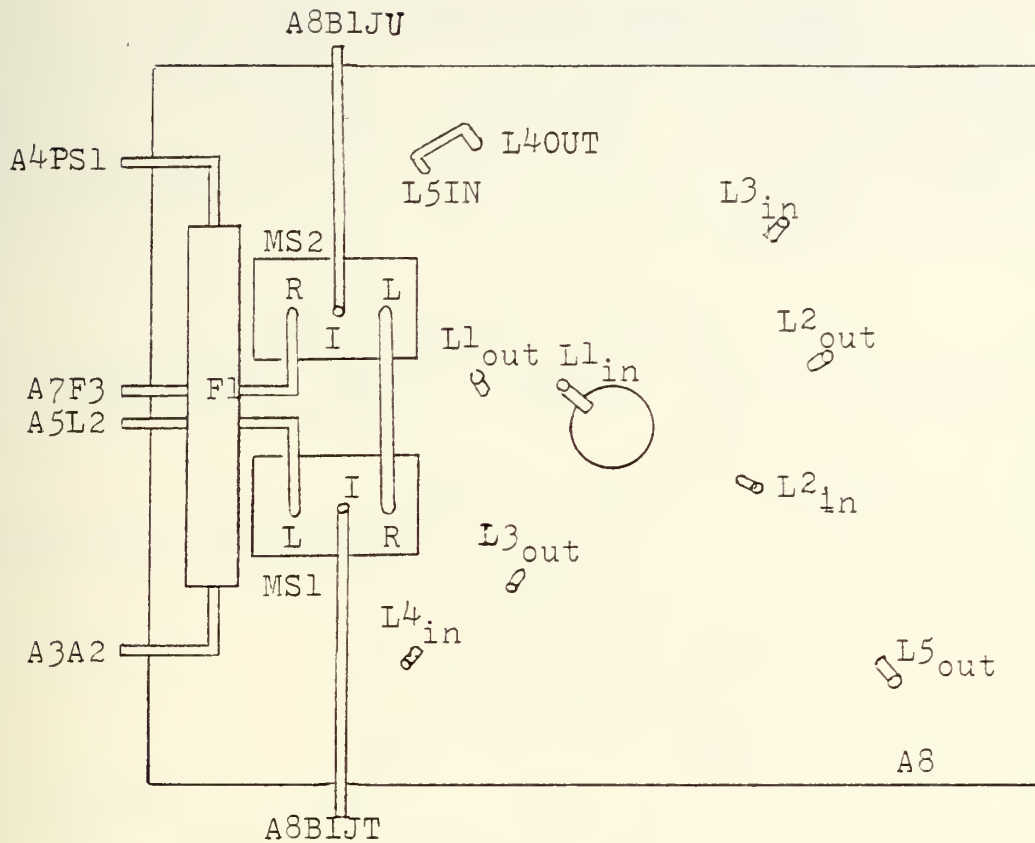 A8B1JU
A4PS1
L4OUT
L5IN
L3in
MS2
R
L
I
L1out
L1in
L2out
A7F3
F1
A5L2
I
L
R
L2in
MS1
L3out
L4in
A3A2
L5out
A8
A8B1JT